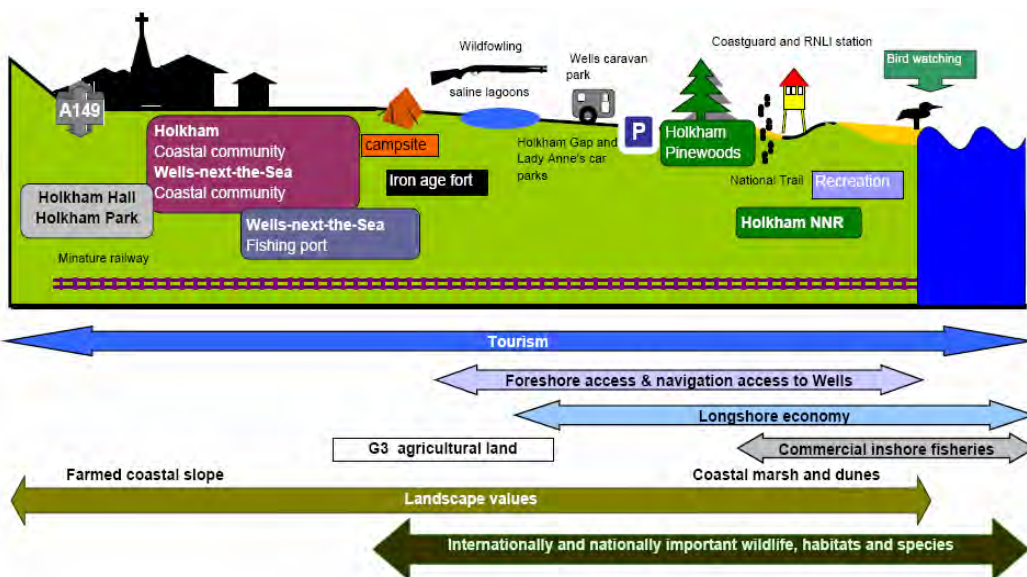 Wildfowling
saline lagoons
Wells caravan
park
Coastguard and RNLI station
Bird watching
A149
P
Holkham
Coastal community
Wells-next-the-Sea
Coastal community
campsite
Iron age fort
Holkham Gap and
Lady Anne's car
parks
Holkham
Pinewoods
National Trail
Recreation
Holkham Hall
Holkham Park
Wells-next-the-Sea
Fishing port
Holkham NNR
Minature railway
Tourism
Foreshore access & navigation access to Wells
Longshore economy
G3 agricultural land
Commercial inshore fisheries
Farmed coastal slope
Coastal marsh and dunes
Landscape values
Internationally and nationally important wildlife, habitats and species